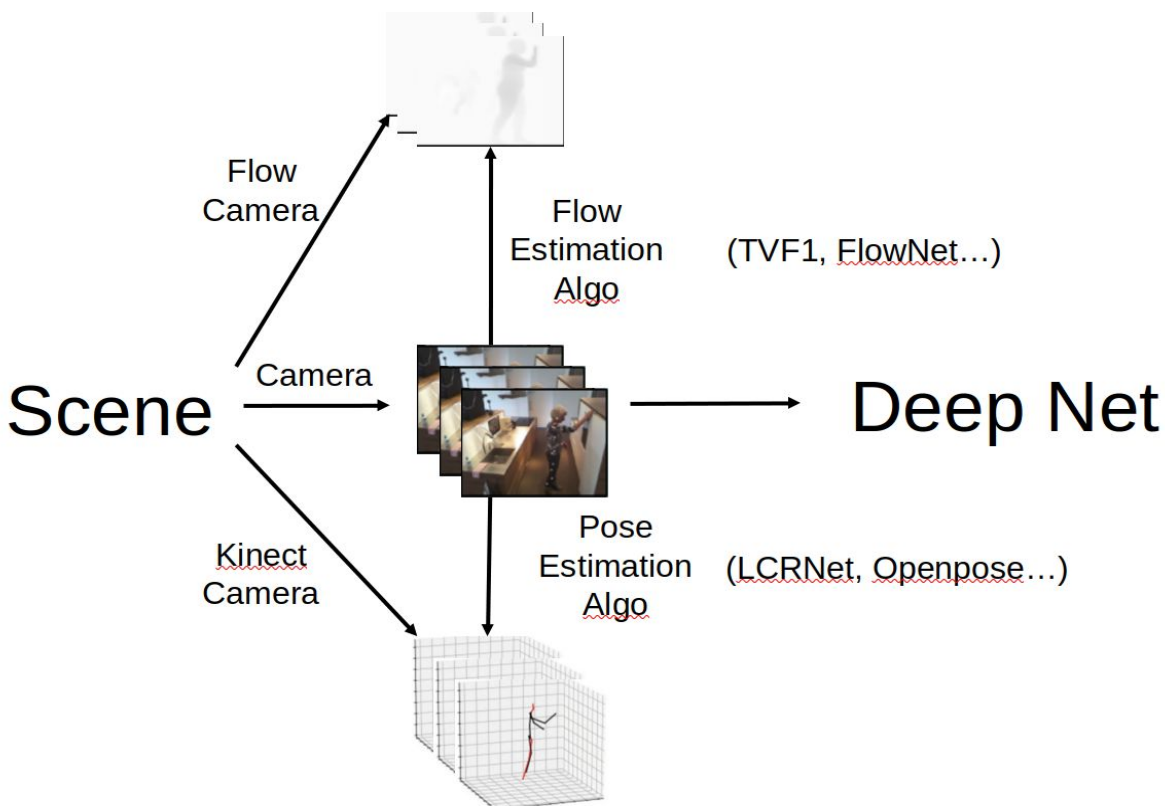 Flow
Camera
Flow
Estimation
Algo
(TVF1, FlowNet…)
Scene
Camera
Deep Net
Kinect
Camera
Pose
Estimation
Algo
(LCRNet, Openpose…)